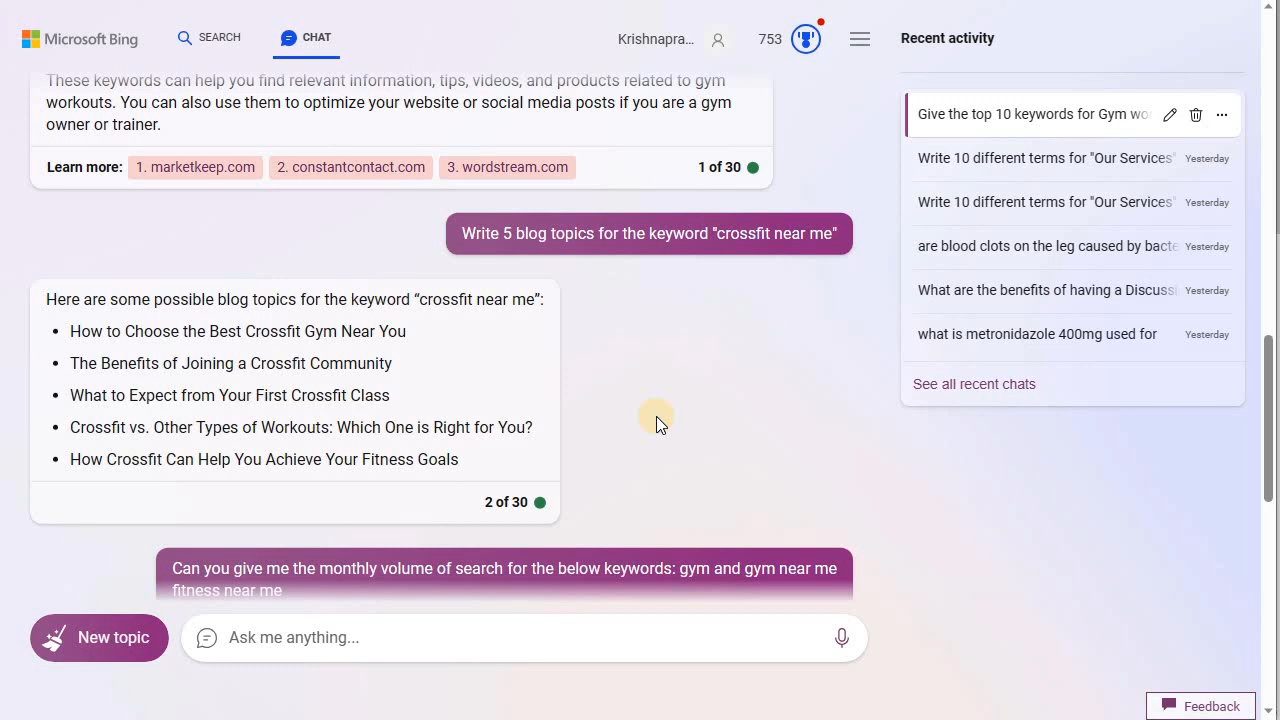 Microsoft Bing
SEARCH
CHAT
Krishnapra...
753
Recent activity
These keywords can help you find relevant information, tips, videos, and products related to gym
workouts. You can also use them to optimize your website or social media posts if you are a gym
owner or trainer.
Learn more: 1. marketkeep.com 2. constantcontact.com 3. wordstream.com 1 of 30
Write 5 blog topics for the keyword "crossfit near me"
Here are some possible blog topics for the keyword “crossfit near me”:
• How to Choose the Best Crossfit Gym Near You
• The Benefits of Joining a Crossfit Community
• What to Expect from Your First Crossfit Class
• Crossfit vs. Other Types of Workouts: Which One is Right for You?
• How Crossfit Can Help You Achieve Your Fitness Goals
2 of 30
Can you give me the monthly volume of search for the below keywords: gym and gym near me
fitness near me
New topic
Ask me anything...
Give the top 10 keywords for Gym wo
Write 10 different terms for "Our Services" Yesterday
Write 10 different terms for "Our Services" Yesterday
are blood clots on the leg caused by bacte Yesterday
What are the benefits of having a Discussi Yesterday
what is metronidazole 400mg used for Yesterday
See all recent chats
Feedback